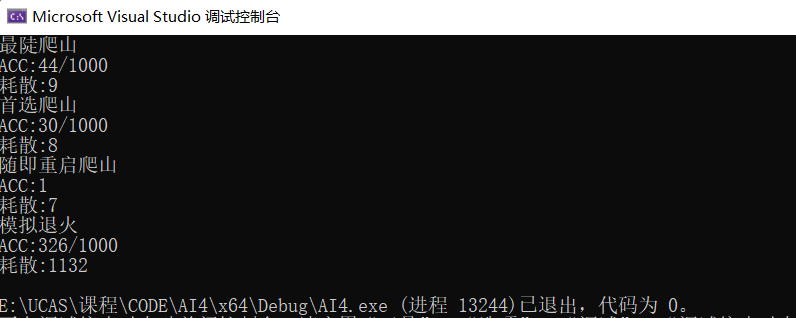 Microsoft Visual Studio 调试控制台
最陡爬山
ACC:44/1000
耗散:9
首选爬山
ACC:30/1000
耗散:8
随即重启爬山
ACC:1
耗散:7
模拟退火
ACC:326/1000
耗散:1132
E:\UCAS\课程\CODE\AI4\x64\Debug\AI4.exe (进程 13244)已退出，代码为 0。